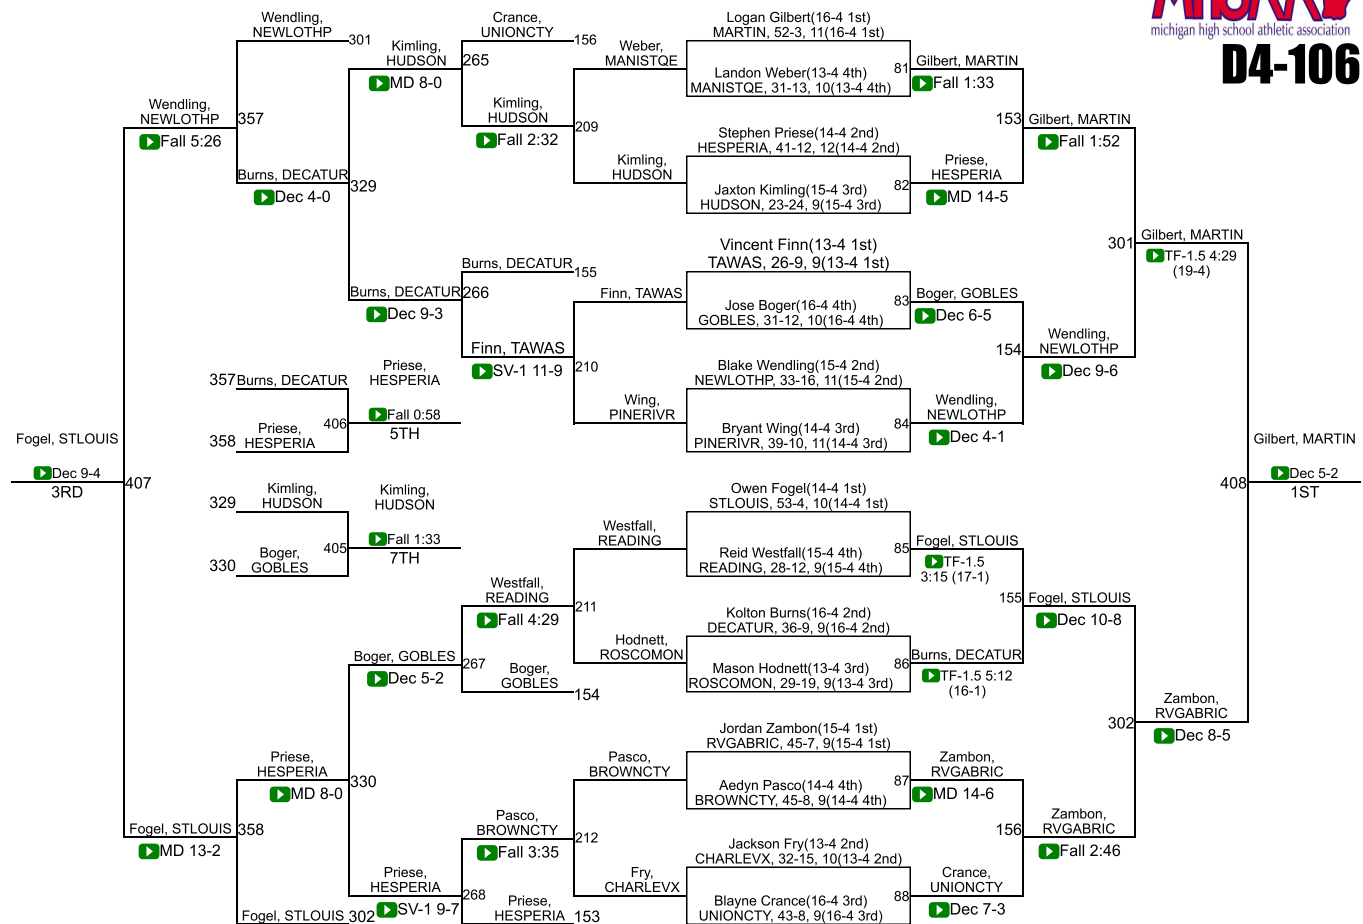 MHSAA
michigan high school athletic association
D4-106
Wendling,
NEWLOTHP
301
Kimling,
HUDSON
MD 8-0
265
Crance,
UNIONCTY
156
Kimling,
HUDSON
Fall 2:32
209
Weber,
MANISTQE
Kimling,
HUDSON
Logan Gilbert(16-4 1st)
MARTIN, 52-3, 11(16-4 1st)
Landon Weber(13-4 4th)
MANISTQE, 31-13, 10(13-4 4th)
81
Gilbert, MARTIN
Fall 1:33
Stephen Priese(14-4 2nd)
HESPERIA, 41-12, 12(14-4 2nd)
Jaxton Kimling(15-4 3rd)
HUDSON, 23-24, 9(15-4 3rd)
82
Priese,
HESPERIA
MD 14-5
153
Gilbert, MARTIN
Fall 1:52
Wendling,
NEWLOTHP
Fall 5:26
357
Burns, DECATUR
Dec 4-0
329
Burns, DECATUR
Dec 9-3
266
Burns, DECATUR
155
Finn, TAWAS
SV-1 11-9
210
Finn, TAWAS
Wing,
PINERIVR
Vincent Finn(13-4 1st)
TAWAS, 26-9, 9(13-4 1st)
Jose Boger(16-4 4th)
GOBLES, 31-12, 10(16-4 4th)
83
Boger, GOBLES
Dec 6-5
Blake Wendling(15-4 2nd)
NEWLOTHP, 33-16, 11(15-4 2nd)
Bryant Wing(14-4 3rd)
PINERIVR, 39-10, 11(14-4 3rd)
84
Wendling,
NEWLOTHP
Dec 4-1
154
Wendling,
NEWLOTHP
Dec 9-6
301
Gilbert, MARTIN
TF-1.5 4:29
(19-4)
357
Burns, DECATUR
358
Priese,
HESPERIA
406
Priese,
HESPERIA
Fall 0:58
5TH
Fogel, STLOUIS
Dec 9-4
3RD
407
329
Kimling,
HUDSON
330
Boger,
GOBLES
405
Kimling,
HUDSON
Fall 1:33
7TH
408
Gilbert, MARTIN
Dec 5-2
1ST
Owen Fogel(14-4 1st)
STLOUIS, 53-4, 10(14-4 1st)
Reid Westfall(15-4 4th)
READING, 28-12, 9(15-4 4th)
85
Fogel, STLOUIS
TF-1.5
3:15 (17-1)
Westfall,
READING
Westfall,
READING
Fall 4:29
211
Hodnett,
ROSCOMON
Kolton Burns(16-4 2nd)
DECATUR, 36-9, 9(16-4 2nd)
Mason Hodnett(13-4 3rd)
ROSCOMON, 29-19, 9(13-4 3rd)
86
Burns, DECATUR
TF-1.5 5:12
(16-1)
155
Fogel, STLOUIS
Dec 10-8
Boger, GOBLES
Dec 5-2
267
Boger,
GOBLES
154
302
Zambon,
RVGABRIC
Dec 8-5
Priese,
HESPERIA
MD 8-0
330
Pasco,
BROWNCTY
Pasco,
BROWNCTY
Fall 3:35
212
Fry,
CHARLEVX
Jordan Zambon(15-4 1st)
RVGABRIC, 45-7, 9(15-4 1st)
Aedyn Pasco(14-4 4th)
BROWNCTY, 45-8, 9(14-4 4th)
87
Zambon,
RVGABRIC
MD 14-6
156
Zambon,
RVGABRIC
Fall 2:46
Fogel, STLOUIS
MD 13-2
358
Fogel, STLOUIS
302
Priese,
HESPERIA
SV-1 9-7
268
Priese,
HESPERIA
153
Jackson Fry(13-4 2nd)
CHARLEVX, 32-15, 10(13-4 2nd)
Blayne Crance(16-4 3rd)
UNIONCTY, 43-8, 9(16-4 3rd)
88
Crance,
UNIONCTY
Dec 7-3